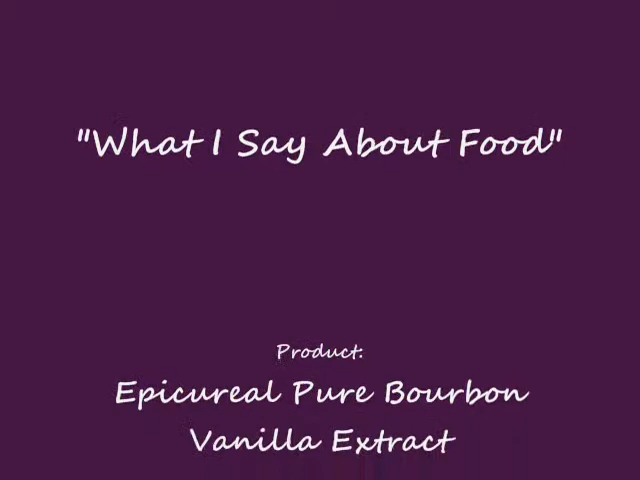 "What I Say About Food"
Product:
Epicureal Pure Bourbon
Vanilla Extract